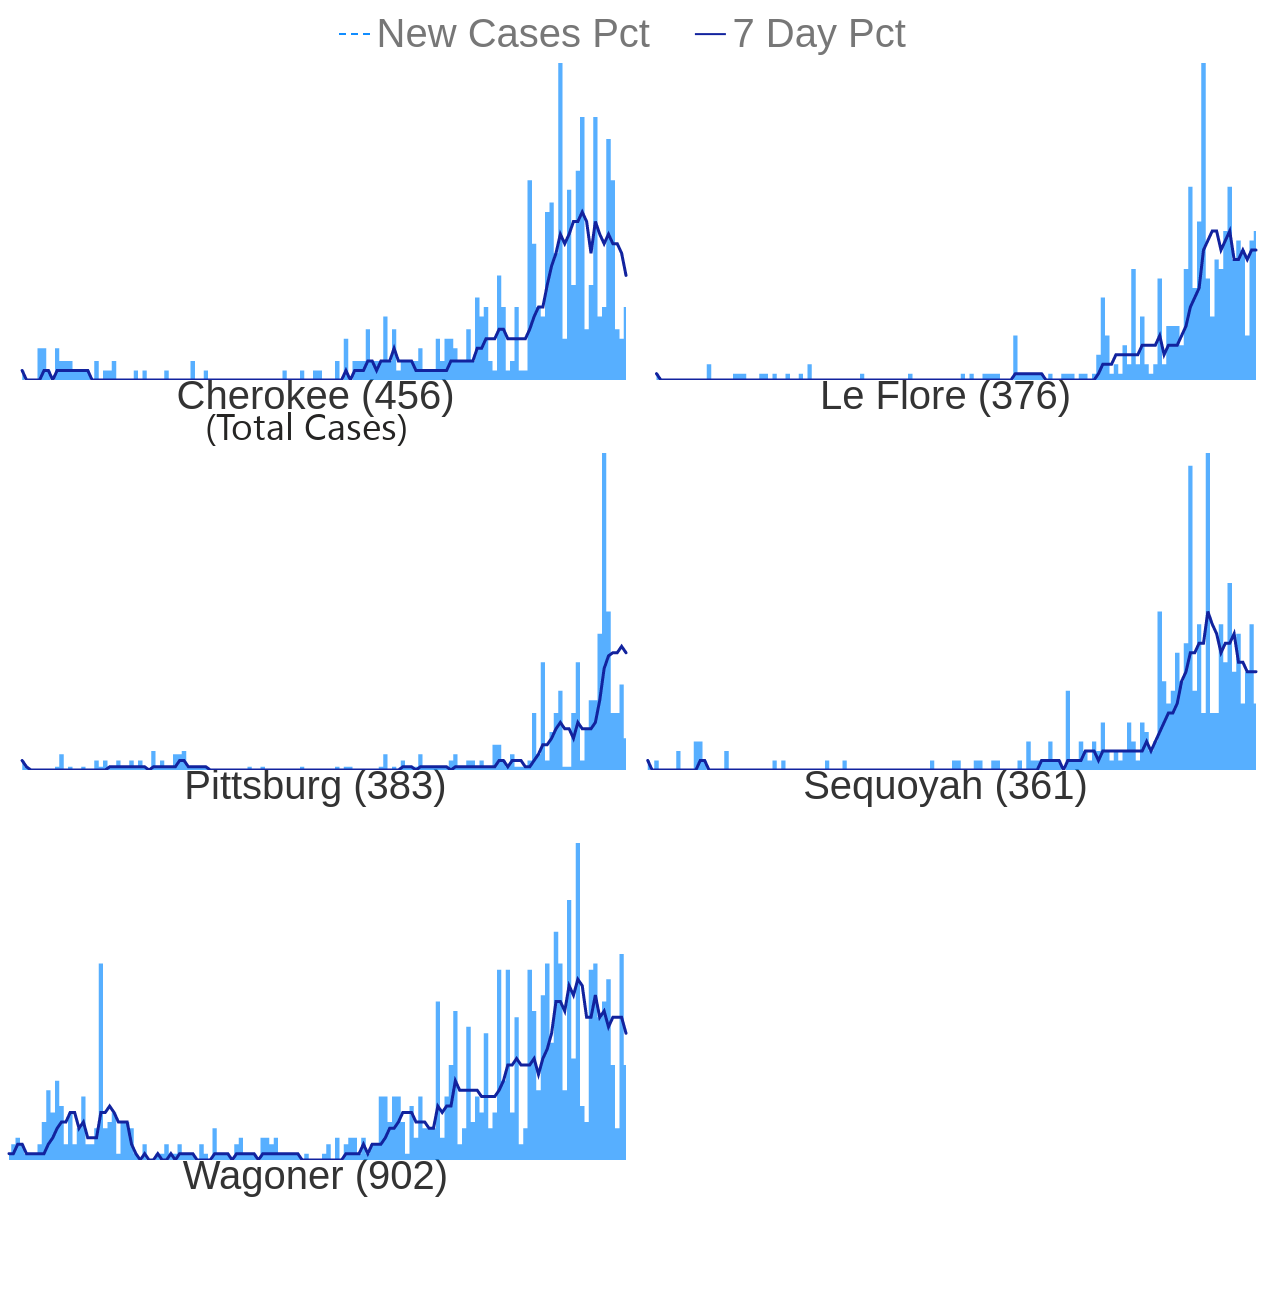 New Cases Pct 7 Day Pct
Cherokee (456)
(Total Cases)
Le Flore (376)
Pittsburg (383)
Sequoyah (361)
Wagoner (902)